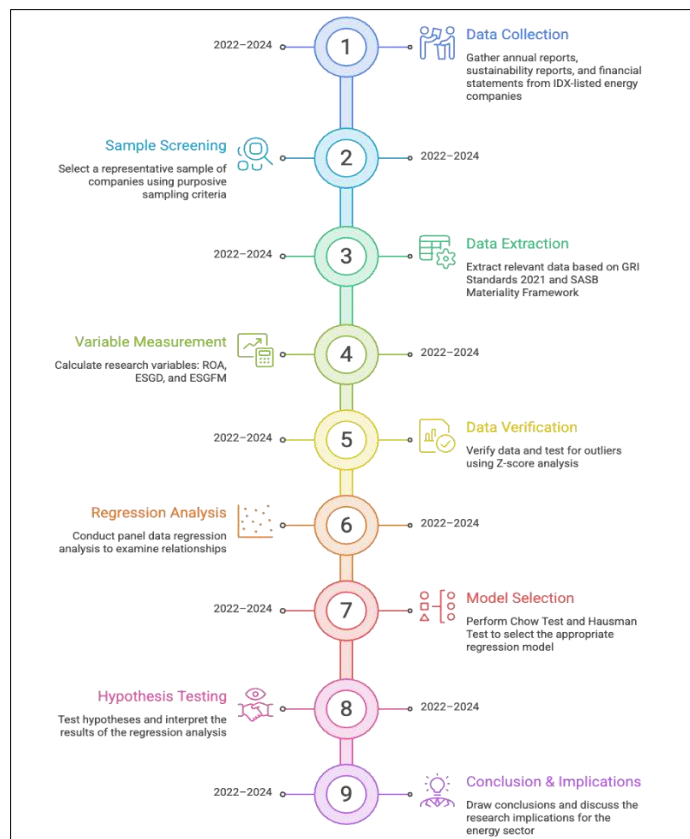 2022–2024
1
Data Collection
Gather annual reports,
sustainability reports, and financial
statements from IDX-listed energy
companies
Sample Screening
Select a representative sample of
companies using purposive
sampling criteria
2
2022–2024
2022–2024
3
Data Extraction
Extract relevant data based on GRI
Standards 2021 and SASB
Materiality Framework
Variable Measurement
Calculate research variables: ROA,
ESGD, and ESGFM
4
2022–2024
2022–2024
5
Data Verification
Verify data and test for outliers
using Z-score analysis
Regression Analysis
Conduct panel data regression
analysis to examine relationships
6
2022–2024
2022–2024
7
Model Selection
Perform Chow Test and Hausman
Test to select the appropriate
regression model
Hypothesis Testing
Test hypotheses and interpret the
results of the regression analysis
8
2022–2024
2022–2024
9
Conclusion & Implications
Draw conclusions and discuss the
research implications for the
energy sector